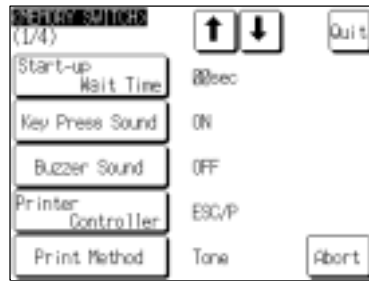 <MEMORY SWITCH>
(1/4)
Quit
Start-up
Wait Time
00sec
Key Press Sound
ON
Buzzer Sound
OFF
Printer
Controller
ESC/P
Print Method
Tone
Abort